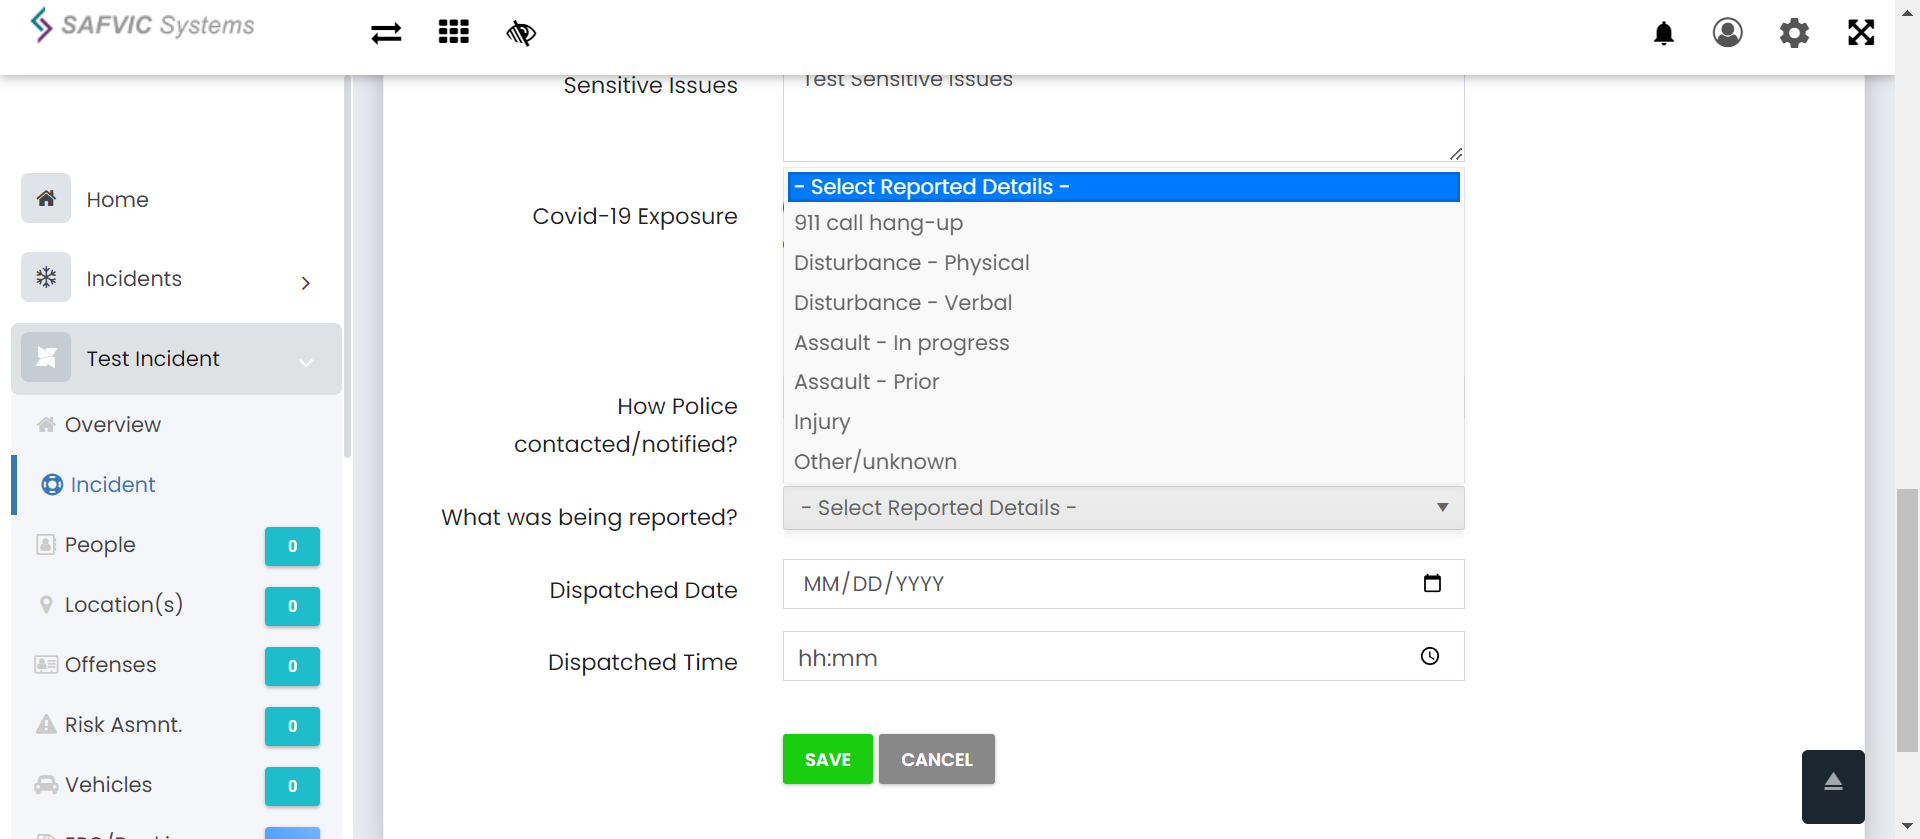 SAFVIC Systems
Home
Incidents
Test Incident
Overview
Incident
People 0
Location(s) 0
Offenses 0
Risk Asmnt. 0
Vehicles 0
Sensitive Issues
Test Sensitive Issues
Covid-19 Exposure
- Select Reported Details -
911 call hang-up
Disturbance - Physical
Disturbance - Verbal
Assault - In progress
Assault - Prior
Injury
Other/unknown
How Police
contacted/notified?
What was being reported?
- Select Reported Details -
Dispatched Date
MM/DD/YYYY
Dispatched Time
hh:mm
SAVE
CANCEL